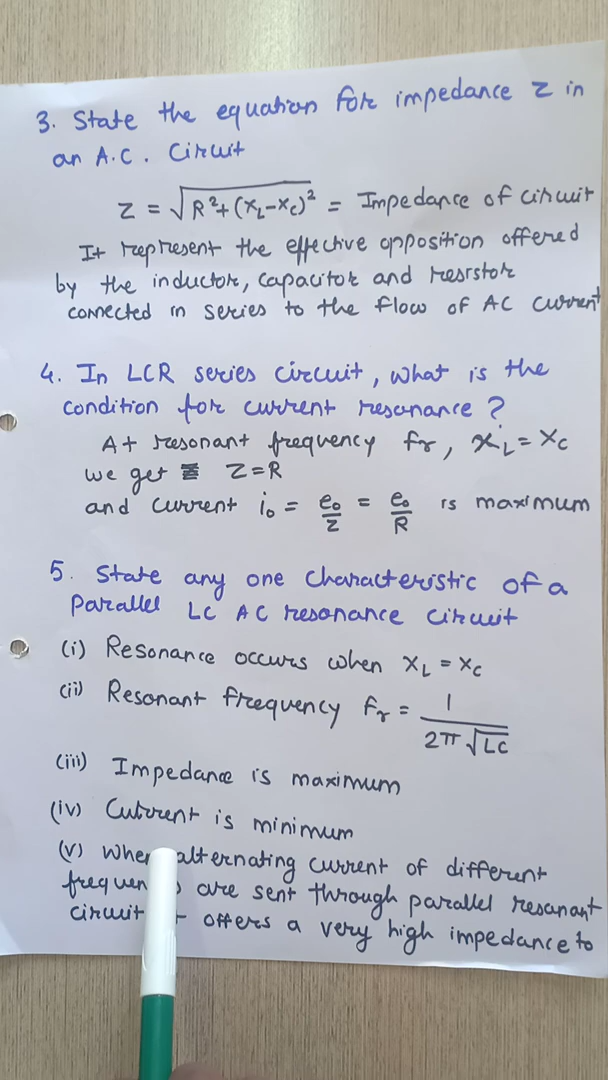 3. State the equation for impedance Z in
an A.C. Circuit
Z = √R²+(XL-Xc)² = Impedance of circuit
It represent the effective opposition offered
by the inductor, capacitor and resistor
connected in series to the flow of AC current
4. In LCR series circuit, what is the
condition for current resonance?
At resonant frequency fr, XL = Xc
we get Z=R
and current i₀ = e₀/Z = e₀/R is maximum
5. State any one characteristic of a
Parallel LC AC resonance circuit
(i) Resonance occurs when XL = Xc
(ii) Resonant frequency fr = 1/2π√LC
(iii) Impedance is maximum
(iv) Current is minimum
(v) alternating current of different
are sent through parallel resonant
circuit offers a very high impedance to